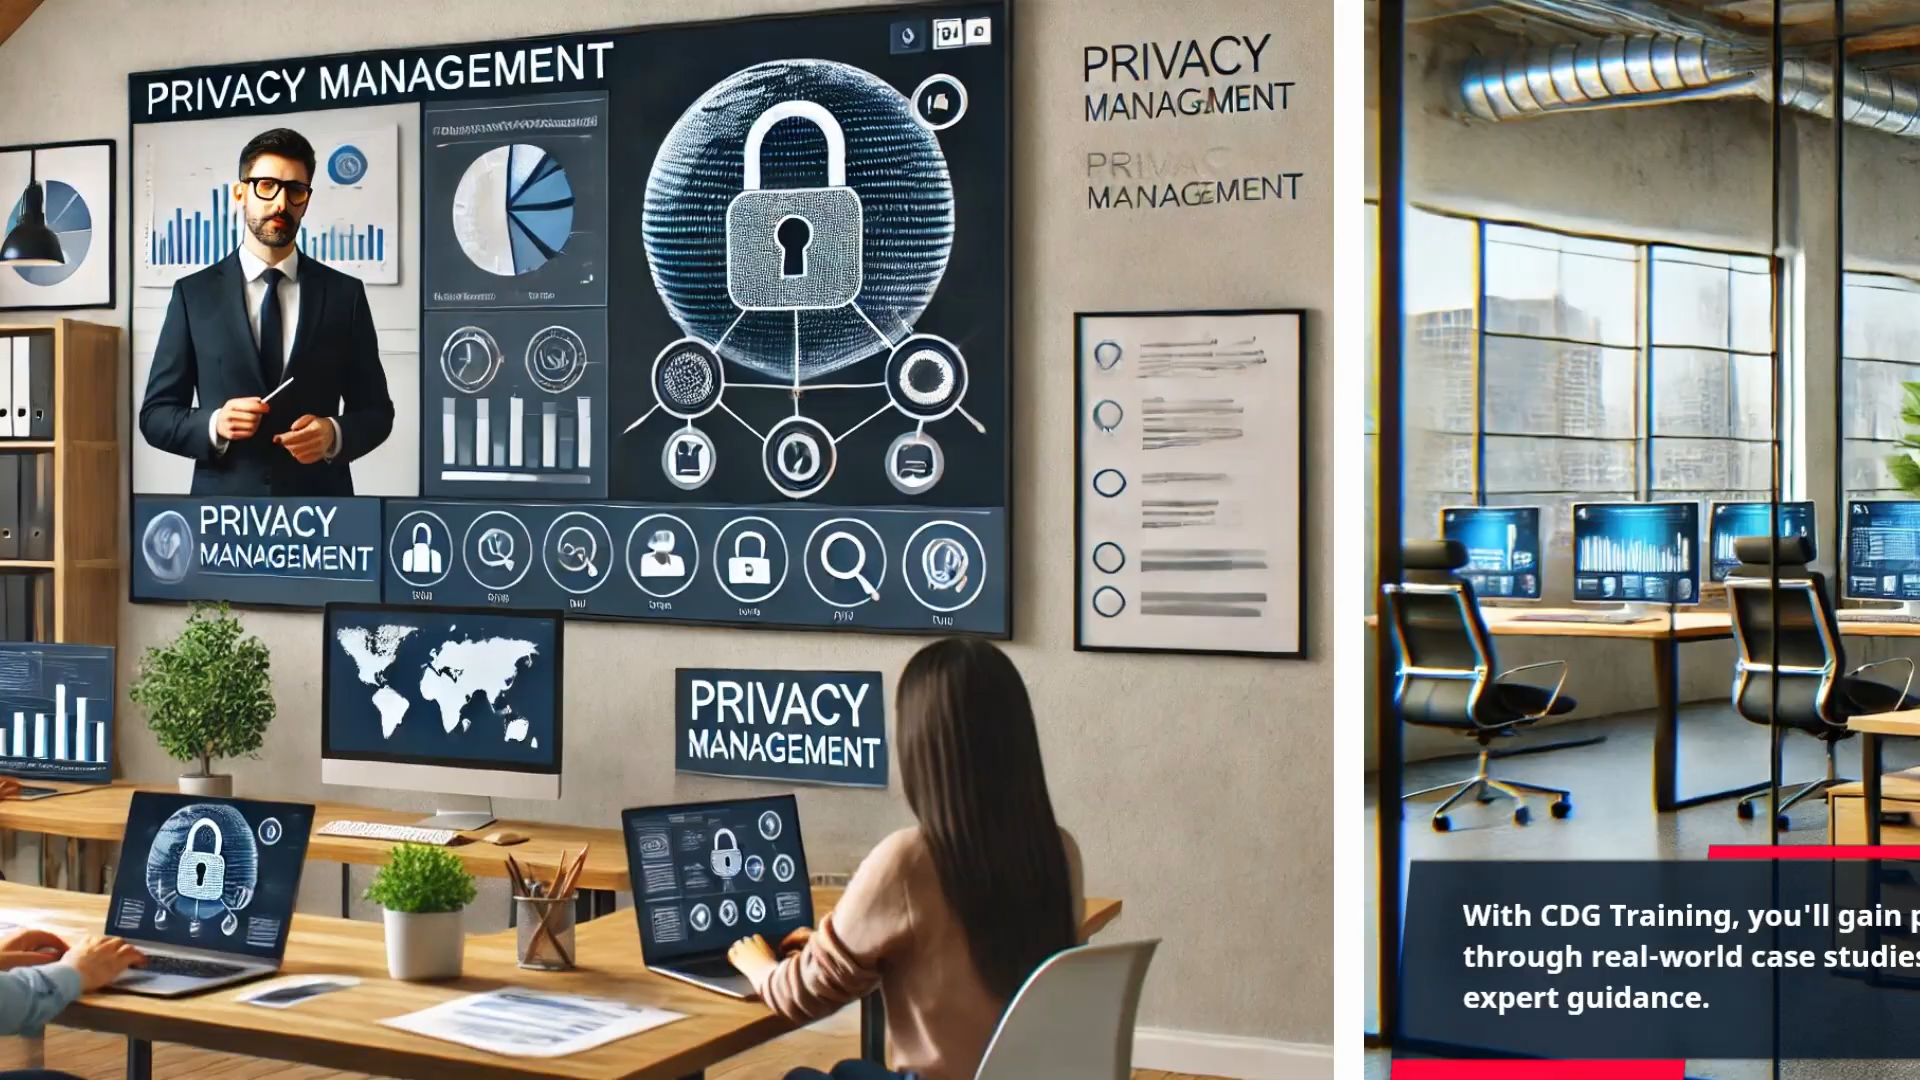 PRIVACY MANAGEMENT
PRIVACY
MANAGMENT
PRIVAC
MANAGEMENT
PRIVACY
MANAGEMENT
PRIVACY
MANAGEMENT
With CDG Training, you'll gain p
through real-world case studies
expert guidance.